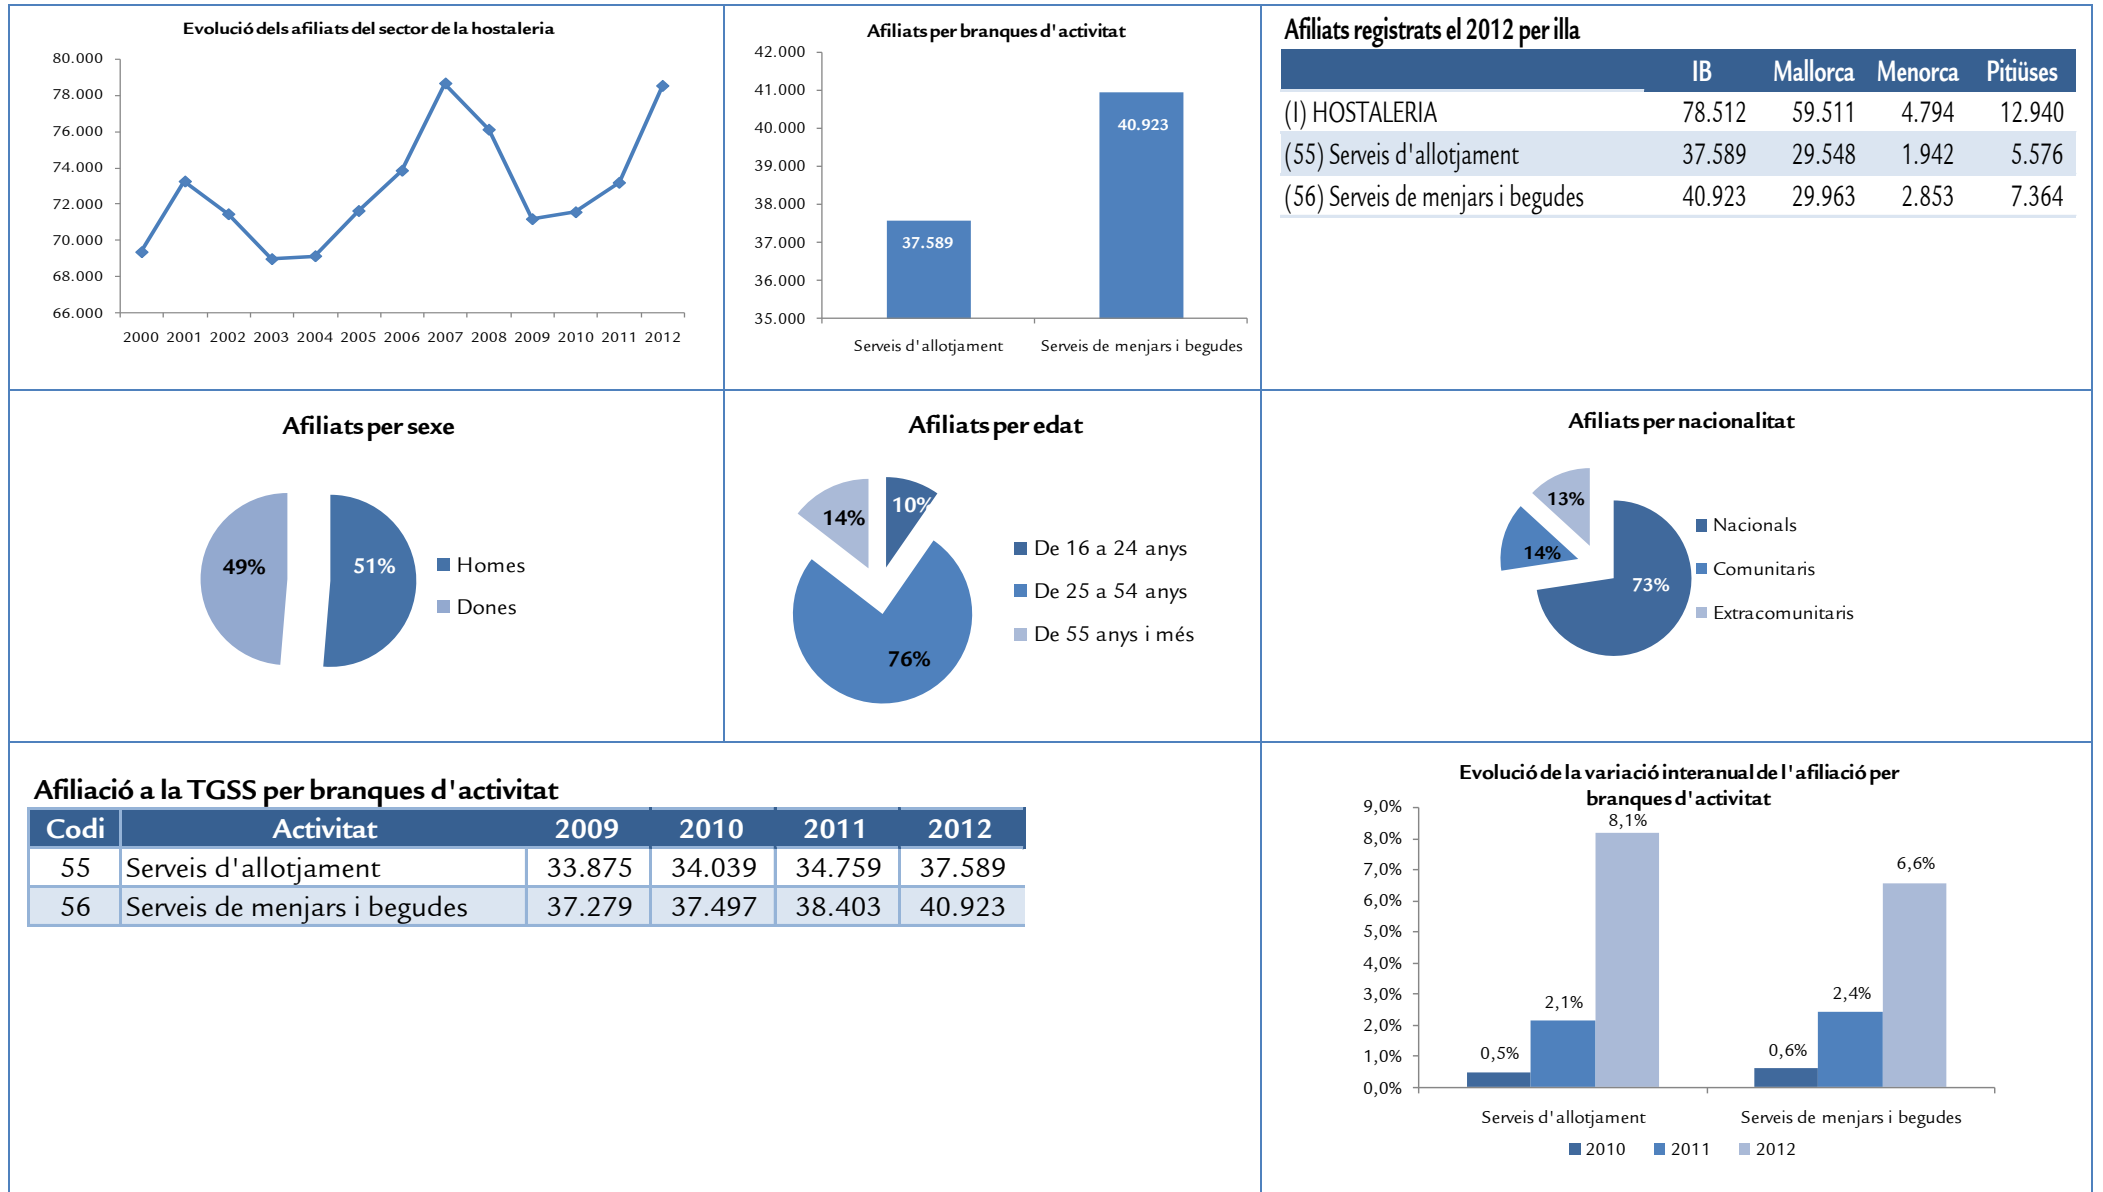 Evolució dels afiliats del sector de la hostaleria
80.000
78.000
76.000
74.000
72.000
70.000
68.000
66.000
2000 2001 2002 2003 2004 2005 2006 2007 2008 2009 2010 2011 2012
Afiliats per branques d'activitat
42.000
41.000
40.000
39.000
38.000
37.000
36.000
35.000
37.589
40.923
Serveis d'allotjament Serveis de menjars i begudes
Afiliats registrats el 2012 per illa
IB Mallorca Menorca Pitiüses
(I) HOSTALERIA 78.512 59.511 4.794 12.940
(55) Serveis d'allotjament 37.589 29.548 1.942 5.576
(56) Serveis de menjars i begudes 40.923 29.963 2.853 7.364
Afiliats per sexe
49% 51%
Homes
Dones
Afiliats per edat
10%
14%
76%
De 16 a 24 anys
De 25 a 54 anys
De 55 anys i més
Afiliats per nacionalitat
13%
14%
73%
Nacionals
Comunitaris
Extracomunitaris
Afiliació a la TGSS per branques d'activitat
Codi Activitat 2009 2010 2011 2012
55 Serveis d'allotjament 33.875 34.039 34.759 37.589
56 Serveis de menjars i begudes 37.279 37.497 38.403 40.923
Evolució de la variació interanual de l'afiliació per
branques d'activitat
9,0%
8,0%
7,0%
6,0%
5,0%
4,0%
3,0%
2,0%
1,0%
0,0%
0,5%
2,1%
8,1%
0,6%
2,4%
6,6%
Serveis d'allotjament Serveis de menjars i begudes
2010 2011 2012